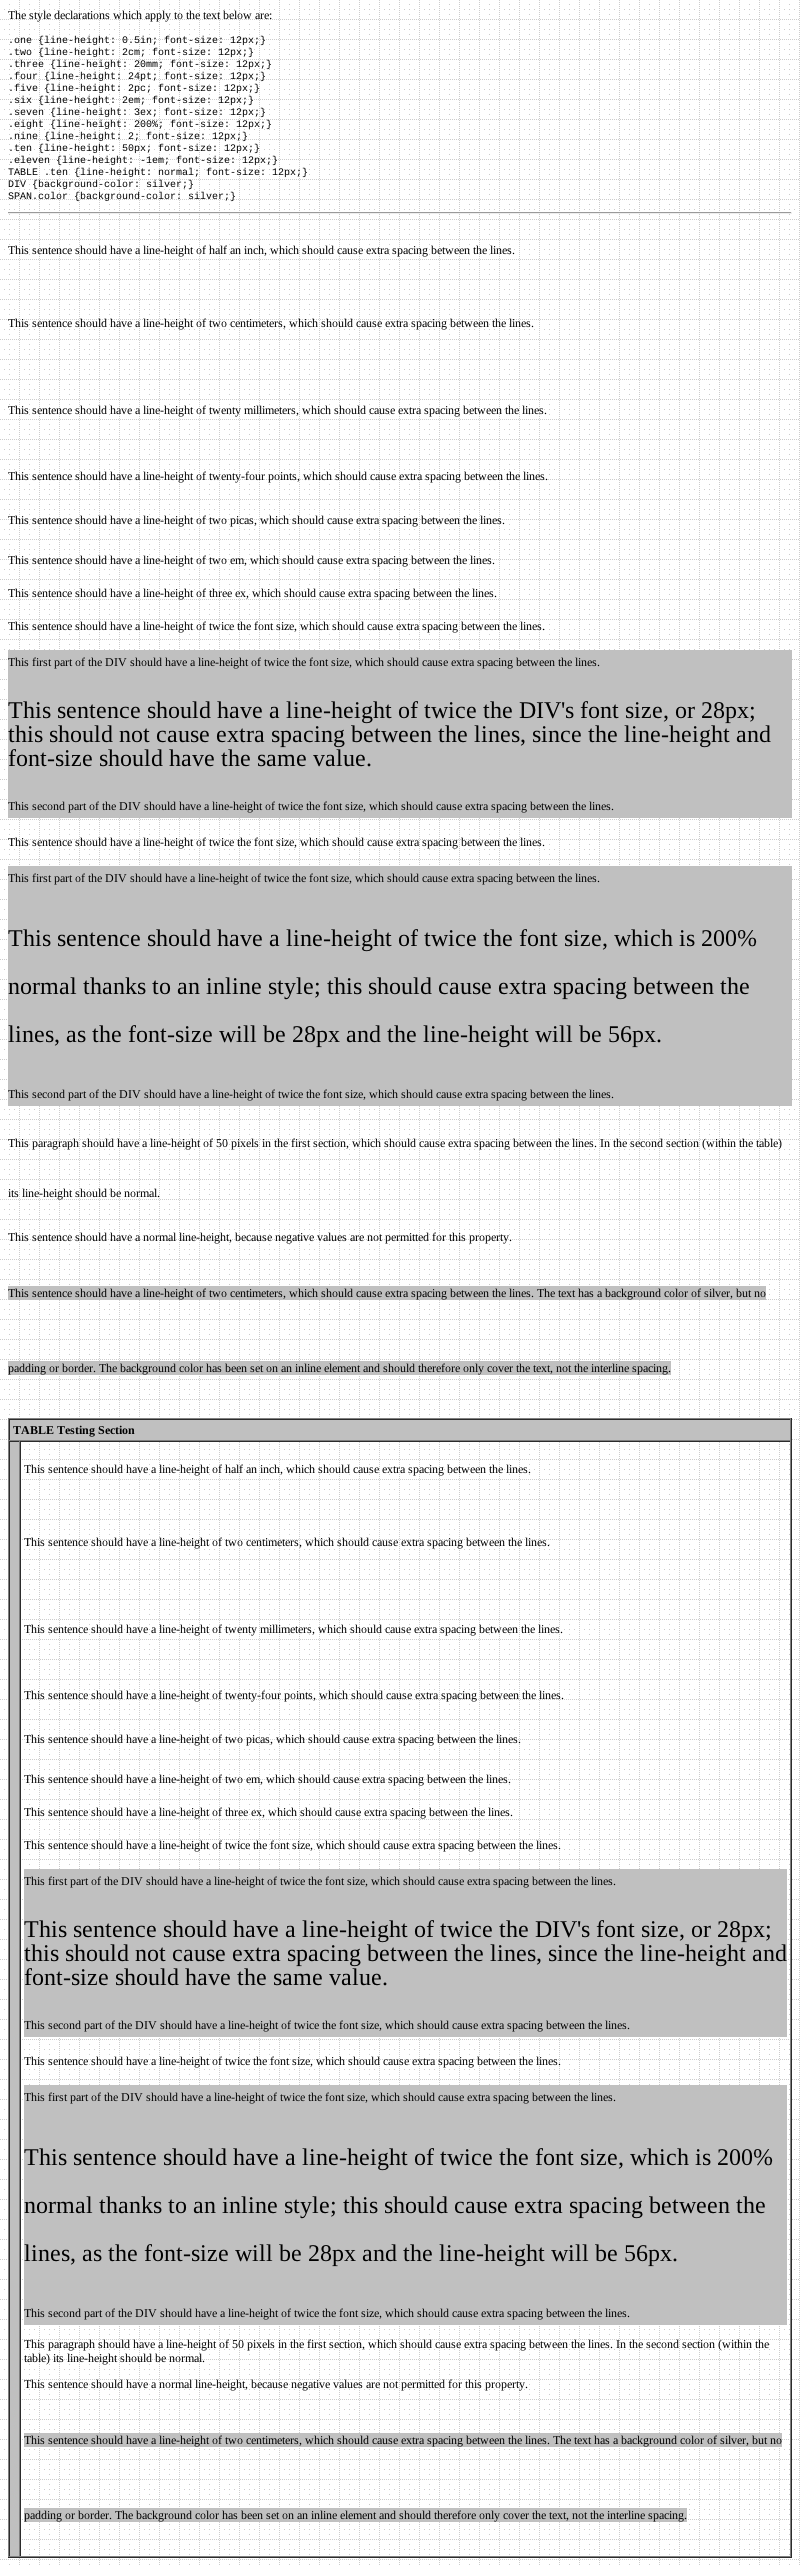 The style declarations which apply to the text below are:
.one {line-height: 0.5in; font-size: 12px;}
.two {line-height: 2cm; font-size: 12px;}
.three {line-height: 20mm; font-size: 12px;}
.four {line-height: 24pt; font-size: 12px;}
.five {line-height: 2pc; font-size: 12px;}
.six {line-height: 2em; font-size: 12px;}
.seven {line-height: 3ex; font-size: 12px;}
.eight {line-height: 200%; font-size: 12px;}
.nine {line-height: 2; font-size: 12px;}
.ten {line-height: 50px; font-size: 12px;}
.eleven {line-height: -1em; font-size: 12px;}
TABLE .ten {line-height: normal; font-size: 12px;}
DIV {background-color: silver;}
SPAN.color {background-color: silver;}
This sentence should have a line-height of half an inch, which should cause extra spacing between the lines.
This sentence should have a line-height of two centimeters, which should cause extra spacing between the lines.
This sentence should have a line-height of twenty millimeters, which should cause extra spacing between the lines.
This sentence should have a line-height of twenty-four points, which should cause extra spacing between the lines.
This sentence should have a line-height of two picas, which should cause extra spacing between the lines.
This sentence should have a line-height of two em, which should cause extra spacing between the lines.
This sentence should have a line-height of three ex, which should cause extra spacing between the lines.
This sentence should have a line-height of twice the font size, which should cause extra spacing between the lines.
This first part of the DIV should have a line-height of twice the font size, which should cause extra spacing between the lines.
This sentence should have a line-height of twice the DIV's font size, or 28px;
this should not cause extra spacing between the lines, since the line-height and
font-size should have the same value.
This second part of the DIV should have a line-height of twice the font size, which should cause extra spacing between the lines.
This sentence should have a line-height of twice the font size, which should cause extra spacing between the lines.
This first part of the DIV should have a line-height of twice the font size, which should cause extra spacing between the lines.
This sentence should have a line-height of twice the font size, which is 200%
normal thanks to an inline style; this should cause extra spacing between the
lines, as the font-size will be 28px and the line-height will be 56px.
This second part of the DIV should have a line-height of twice the font size, which should cause extra spacing between the lines.
This paragraph should have a line-height of 50 pixels in the first section, which should cause extra spacing between the lines. In the second section (within the table)
its line-height should be normal.
This sentence should have a normal line-height, because negative values are not permitted for this property.
This sentence should have a line-height of two centimeters, which should cause extra spacing between the lines. The text has a background color of silver, but no
padding or border. The background color has been set on an inline element and should therefore only cover the text, not the interline spacing.
TABLE Testing Section
This sentence should have a line-height of half an inch, which should cause extra spacing between the lines.
This sentence should have a line-height of two centimeters, which should cause extra spacing between the lines.
This sentence should have a line-height of twenty millimeters, which should cause extra spacing between the lines.
This sentence should have a line-height of twenty-four points, which should cause extra spacing between the lines.
This sentence should have a line-height of two picas, which should cause extra spacing between the lines.
This sentence should have a line-height of two em, which should cause extra spacing between the lines.
This sentence should have a line-height of three ex, which should cause extra spacing between the lines.
This sentence should have a line-height of twice the font size, which should cause extra spacing between the lines.
This first part of the DIV should have a line-height of twice the font size, which should cause extra spacing between the lines.
This sentence should have a line-height of twice the DIV's font size, or 28px;
this should not cause extra spacing between the lines, since the line-height and
font-size should have the same value.
This second part of the DIV should have a line-height of twice the font size, which should cause extra spacing between the lines.
This sentence should have a line-height of twice the font size, which should cause extra spacing between the lines.
This first part of the DIV should have a line-height of twice the font size, which should cause extra spacing between the lines.
This sentence should have a line-height of twice the font size, which is 200%
normal thanks to an inline style; this should cause extra spacing between the
lines, as the font-size will be 28px and the line-height will be 56px.
This second part of the DIV should have a line-height of twice the font size, which should cause extra spacing between the lines.
This paragraph should have a line-height of 50 pixels in the first section, which should cause extra spacing between the lines. In the second section (within the
table) its line-height should be normal.
This sentence should have a normal line-height, because negative values are not permitted for this property.
This sentence should have a line-height of two centimeters, which should cause extra spacing between the lines. The text has a background color of silver, but no
padding or border. The background color has been set on an inline element and should therefore only cover the text, not the interline spacing.